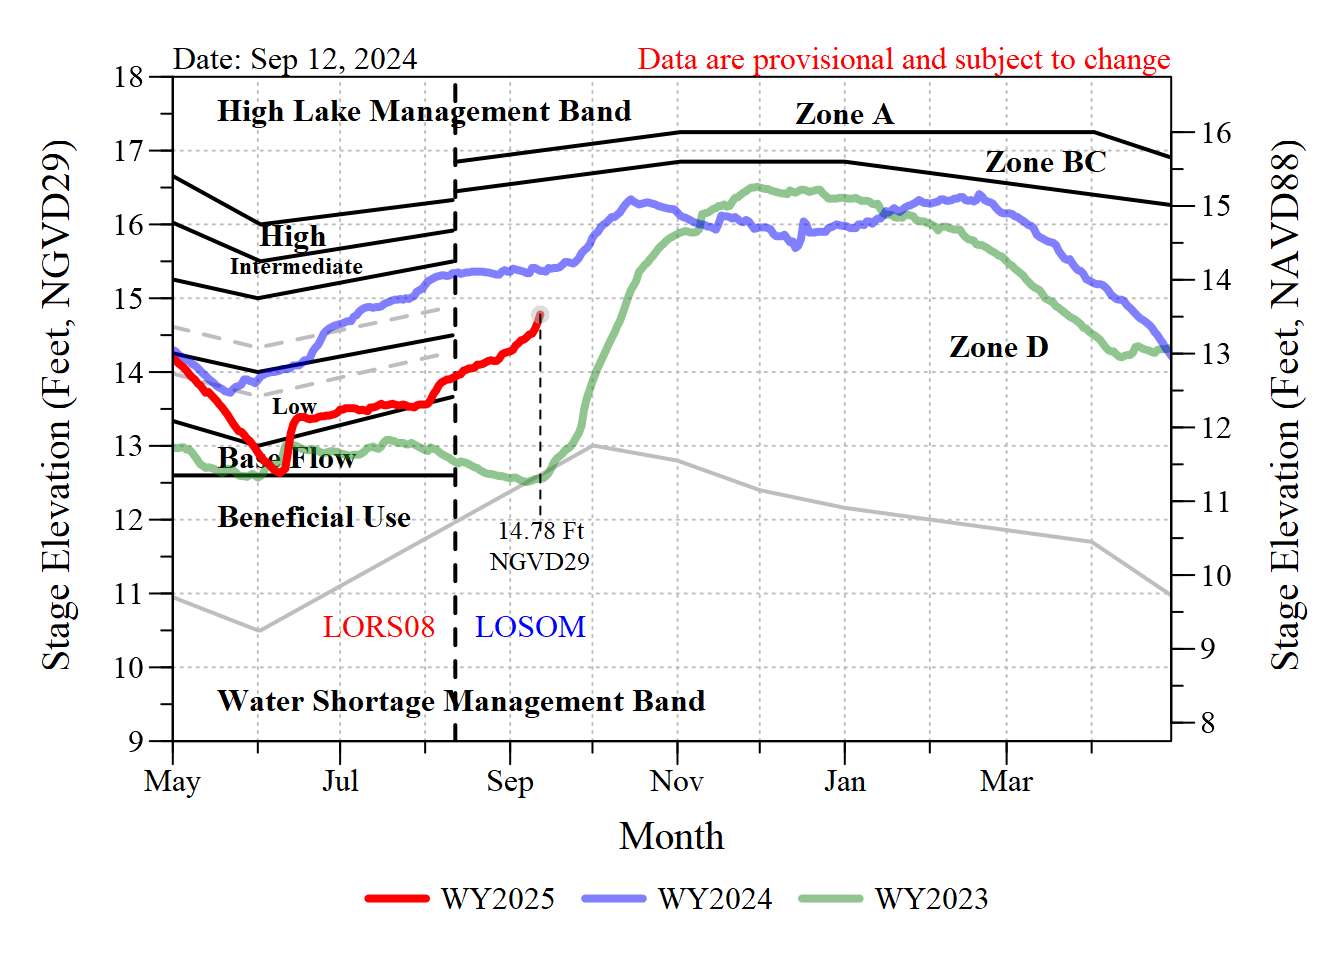 Date: Sep 12, 2024
Data are provisional and subject to change
Stage Elevation (Feet, NGVD29)
18
17
16
15
14
13
12
11
10
9
High Lake Management Band
High
Intermediate
Low
Base Flow
Beneficial Use
Water Shortage Management Band
LORS08
LOSOM
14.78 Ft
NGVD29
Zone A
Zone BC
Zone D
16
15
14
13
12
11
10
9
8
Stage Elevation (Feet, NAVD88)
May
Jul
Sep
Nov
Jan
Mar
Month
WY2025
WY2024
WY2023